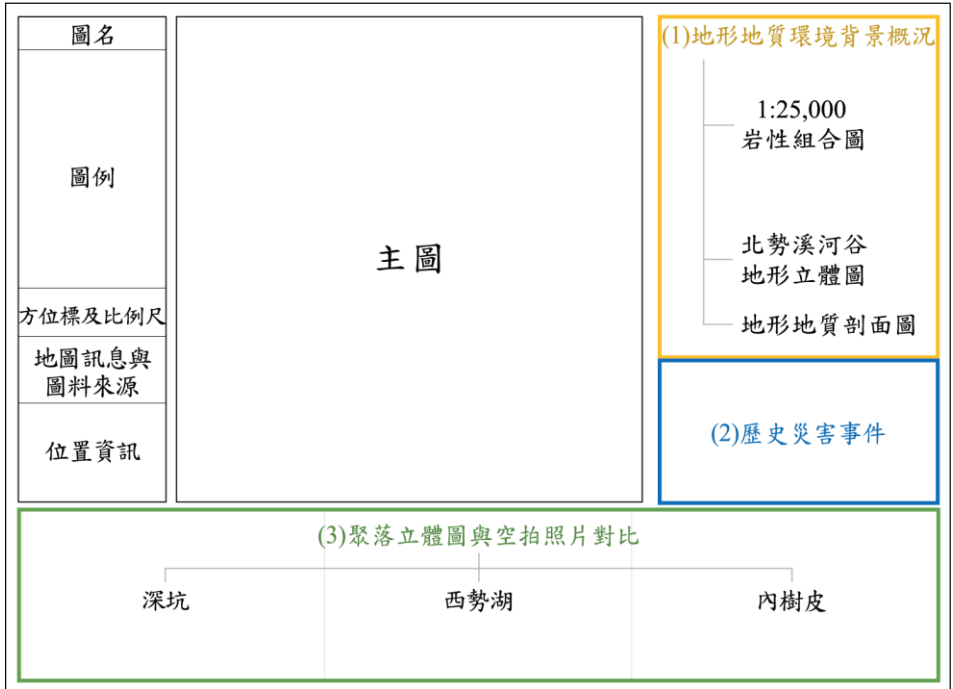 圖名
圖例
方位標及比例尺
地圖訊息與
圖料來源
位置資訊
主圖
(1)地形地質環境背景概況
1:25,000
岩性組合圖
北勢溪河谷
地形立體圖
地形地質剖面圖
(2)歷史災害事件
(3)聚落立體圖與空拍照片對比
深坑
西勢湖
內樹皮